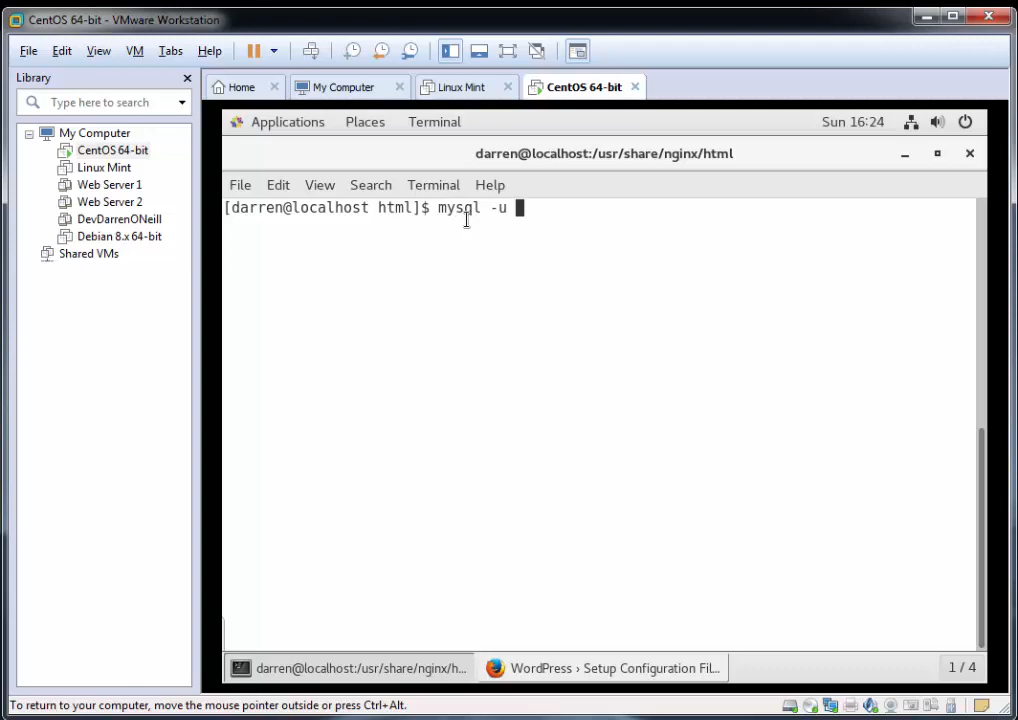 CentOS 64-bit - VMware Workstation
File Edit View VM Tabs Help
Library
Type here to search
My Computer
CentOS 64-bit
Linux Mint
Web Server 1
Web Server 2
DevDarrenONeill
Debian 8.x 64-bit
Shared VMs
Home My Computer Linux Mint CentOS 64-bit
Applications Places Terminal Sun 16:24
darren@localhost:/usr/share/nginx/html
File Edit View Search Terminal Help
[darren@localhost html]$ mysql -u
darren@localhost:/usr/share/nginx/h... WordPress › Setup Configuration Fil... 1 / 4
To return to your computer, move the mouse pointer outside or press Ctrl+Alt.